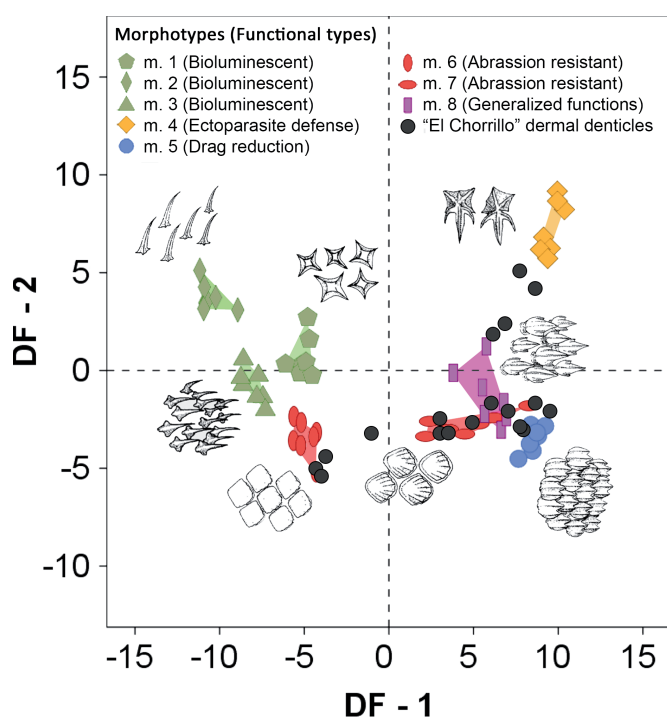 Morphotypes (Functional types)
m. 1 (Bioluminescent)
m. 2 (Bioluminescent)
m. 3 (Bioluminescent)
m. 4 (Ectoparasite defense)
m. 5 (Drag reduction)
m. 6 (Abrassion resistant)
m. 7 (Abrassion resistant)
m. 8 (Generalized functions)
“El Chorrillo” dermal denticles
15
10
5
0
-5
-10
DF - 2
-15
-10
-5
0
5
10
15
DF - 1